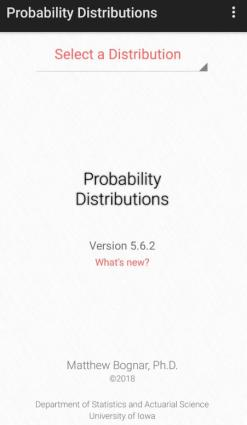 Probability Distributions
Select a Distribution
Probability
Distributions
Version 5.6.2
What's new?
Matthew Bognar, Ph.D.
©2018
Department of Statistics and Actuarial Science
University of Iowa